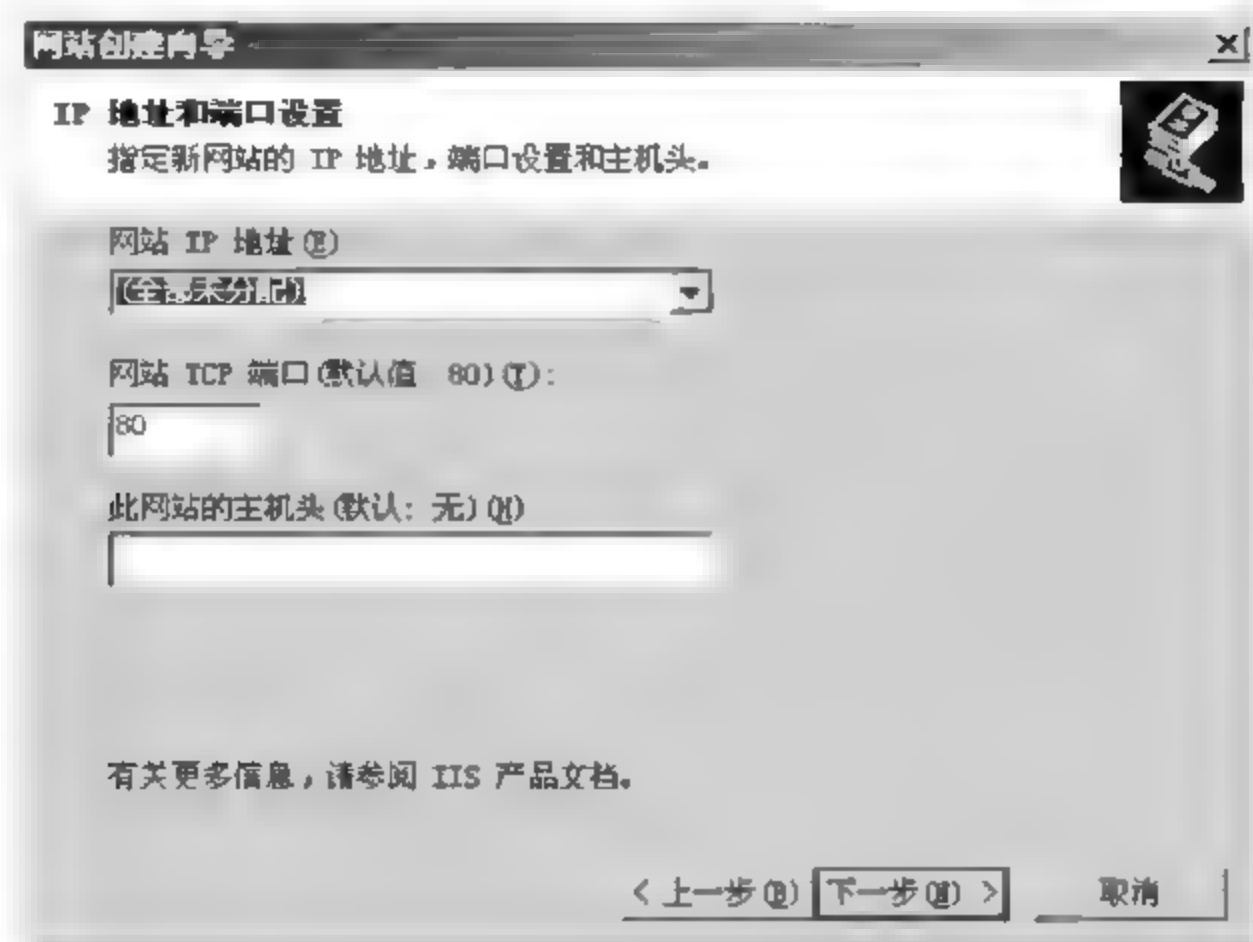 网站创建向导
IP 地址和端口设置
指定新网站的 IP 地址，端口设置和主机头。
网站 IP 地址(E)
(全部未分配)
网站 TCP 端口(默认值 80)(T):
80
此网站的主机头(默认: 无)(H)
有关更多信息，请参阅 IIS 产品文档。
< 上一步(B) 下一步(N) > 取消